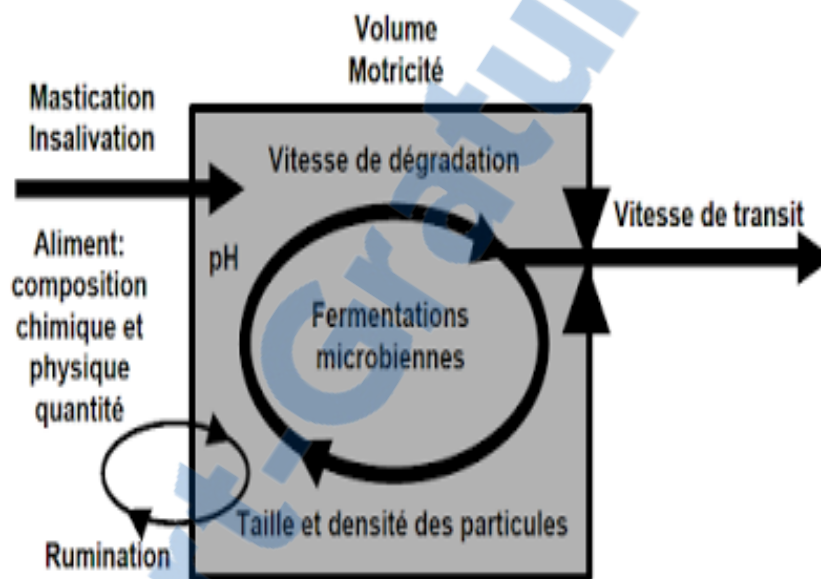 Volume
Motricité
Mastication
Insalivation
Vitesse de dégradation
Vitesse de transit
Aliment:
composition
chimique et
physique
quantité
pH
Fermentations
microbiennes
Taille et densité des particules
Rumination